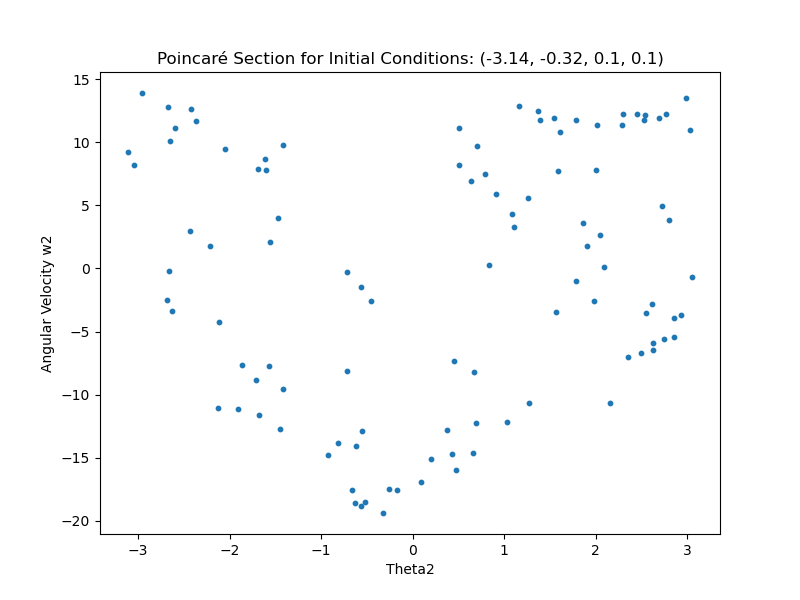 Poincaré Section for Initial Conditions: (-3.14, -0.32, 0.1, 0.1)
15
10
5
0
−5
−10
−15
−20
Angular Velocity w2
−3 −2 −1 0 1 2 3
Theta2